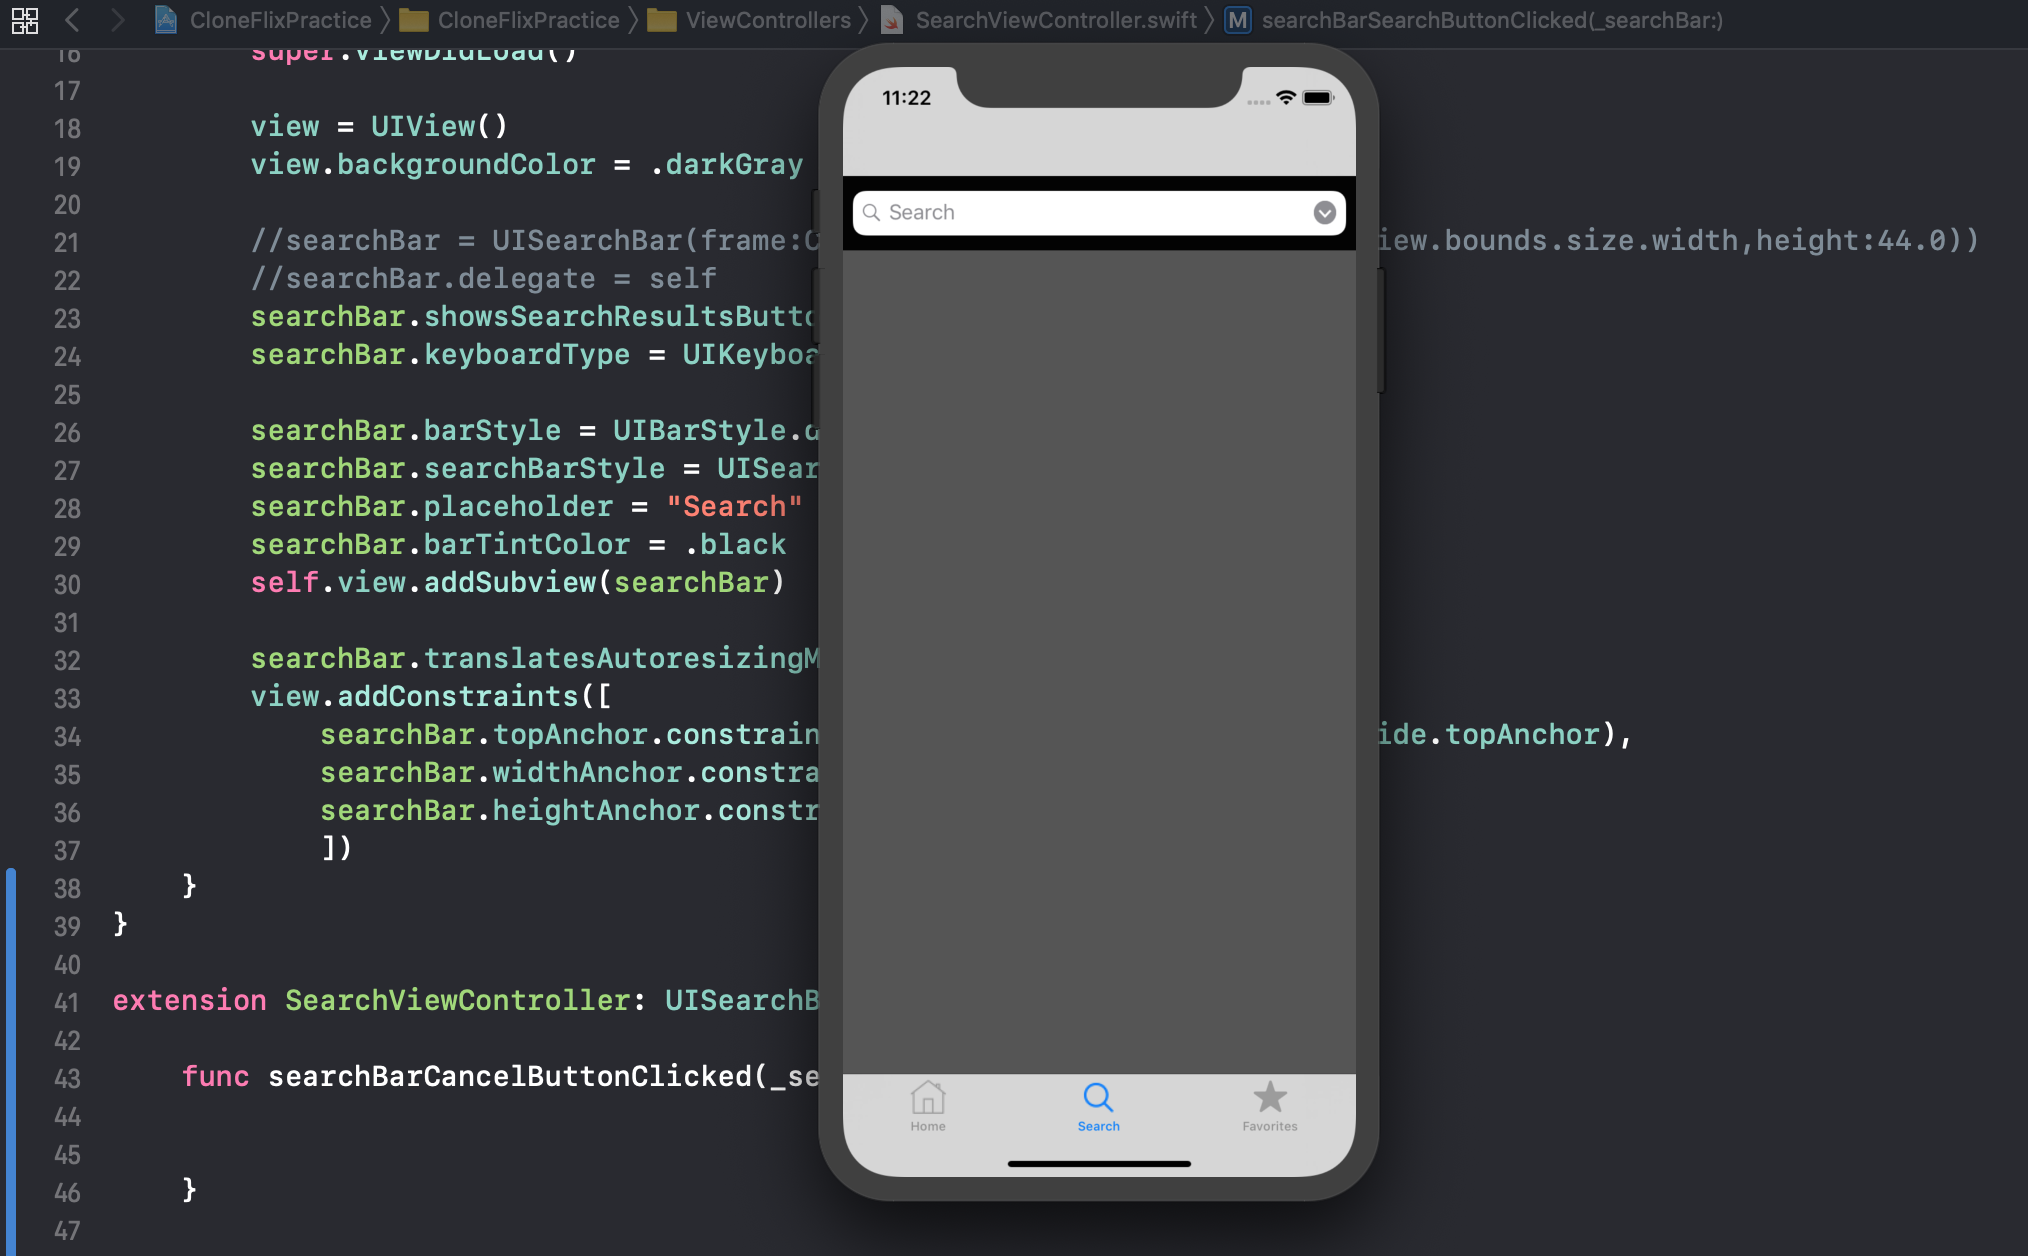 CloneFlixPractice CloneFlixPractice ViewControllers SearchViewController.swift M searchBarSearchButtonClicked(_searchBar:)
16 super.viewDidLoad()
17
18 view = UIView()
19 view.backgroundColor = .darkGray
20
21 //searchBar = UISearchBar(frame: iew.bounds.size.width,height:44.0))
22 //searchBar.delegate = self
23 searchBar.showsSearchResultsButto
24 searchBar.keyboardType = UIKeyboa
25
26 searchBar.barStyle = UIBarStyle.
27 searchBar.searchBarStyle = UISear
28 searchBar.placeholder = "Search"
29 searchBar.barTintColor = .black
30 self.view.addSubview(searchBar)
31
32 searchBar.translatesAutoresizingM
33 view.addConstraints([
34 searchBar.topAnchor.constrain ide.topAnchor),
35 searchBar.widthAnchor.constra
36 searchBar.heightAnchor.constr
37 ])
38 }
39 }
40
41 extension SearchViewController: UISearchB
42
43 func searchBarCancelButtonClicked(_se
44
45
46 }
47
11:22
Search
Home Search Favorites